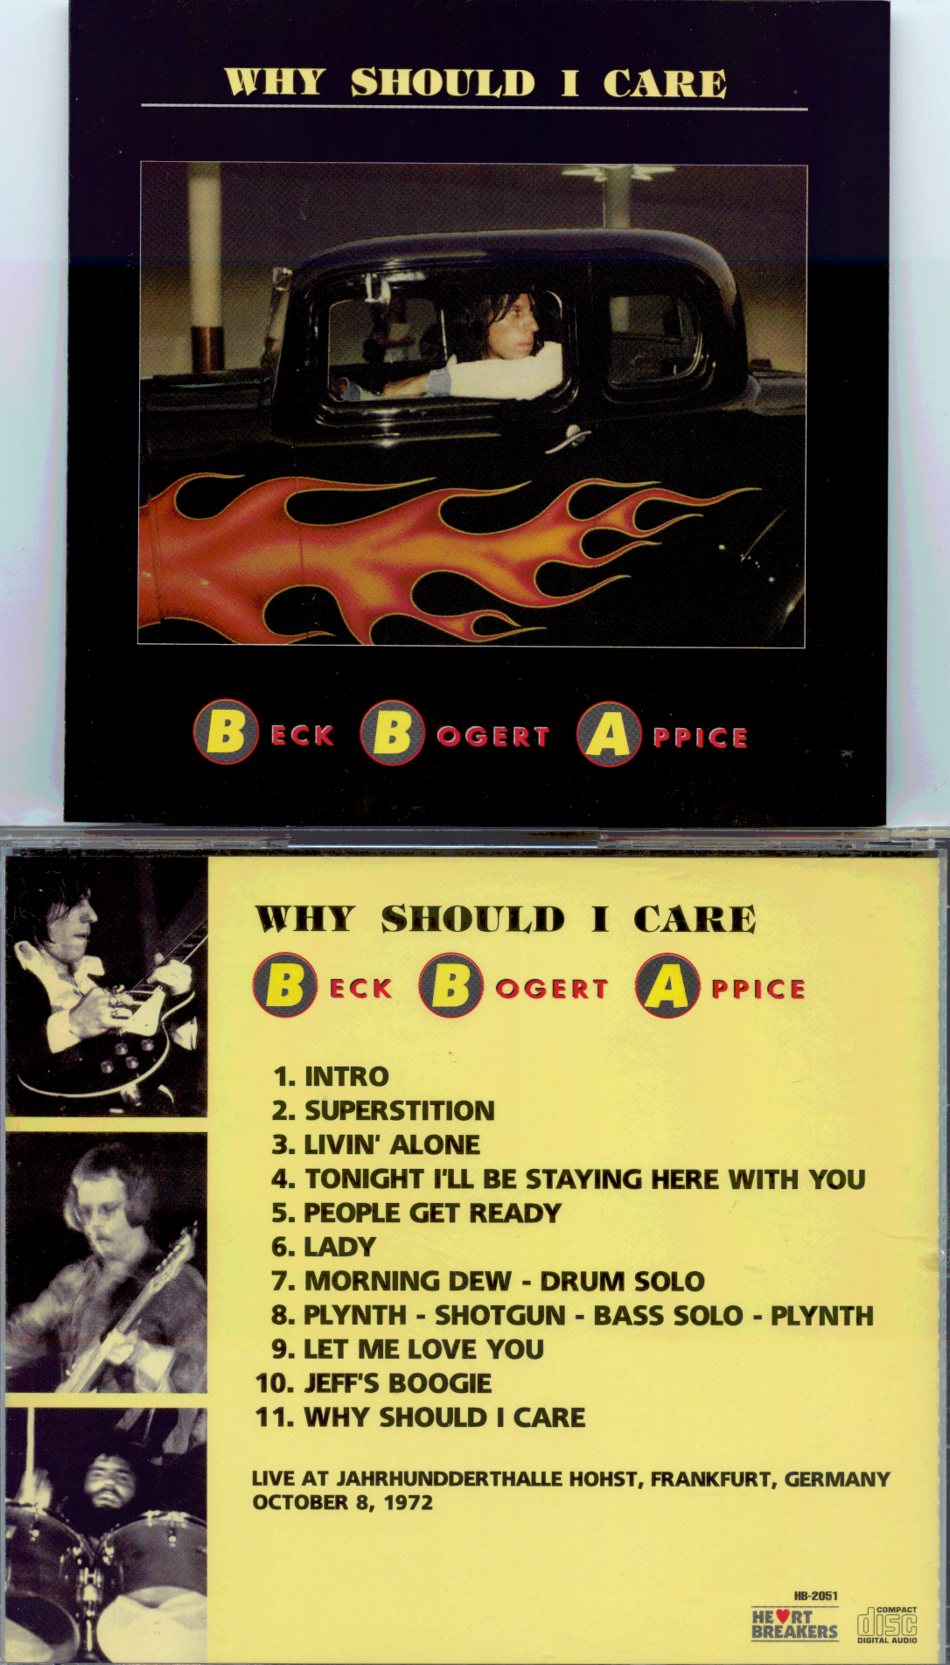 WHY SHOULD I CARE
BECK BOGERT APPICE
WHY SHOULD I CARE
BECK BOGERT APPICE
1. INTRO
2. SUPERSTITION
3. LIVIN' ALONE
4. TONIGHT I'LL BE STAYING HERE WITH YOU
5. PEOPLE GET READY
6. LADY
7. MORNING DEW - DRUM SOLO
8. PLYNTH - SHOTGUN - BASS SOLO - PLYNTH
9. LET ME LOVE YOU
10. JEFF'S BOOGIE
11. WHY SHOULD I CARE
LIVE AT JAHRHUNDDERTHALLE HOHST, FRANKFURT, GERMANY
OCTOBER 8, 1972
HB-2051
HE♥RT
BREAKERS
COMPACT
disc
DIGITAL AUDIO